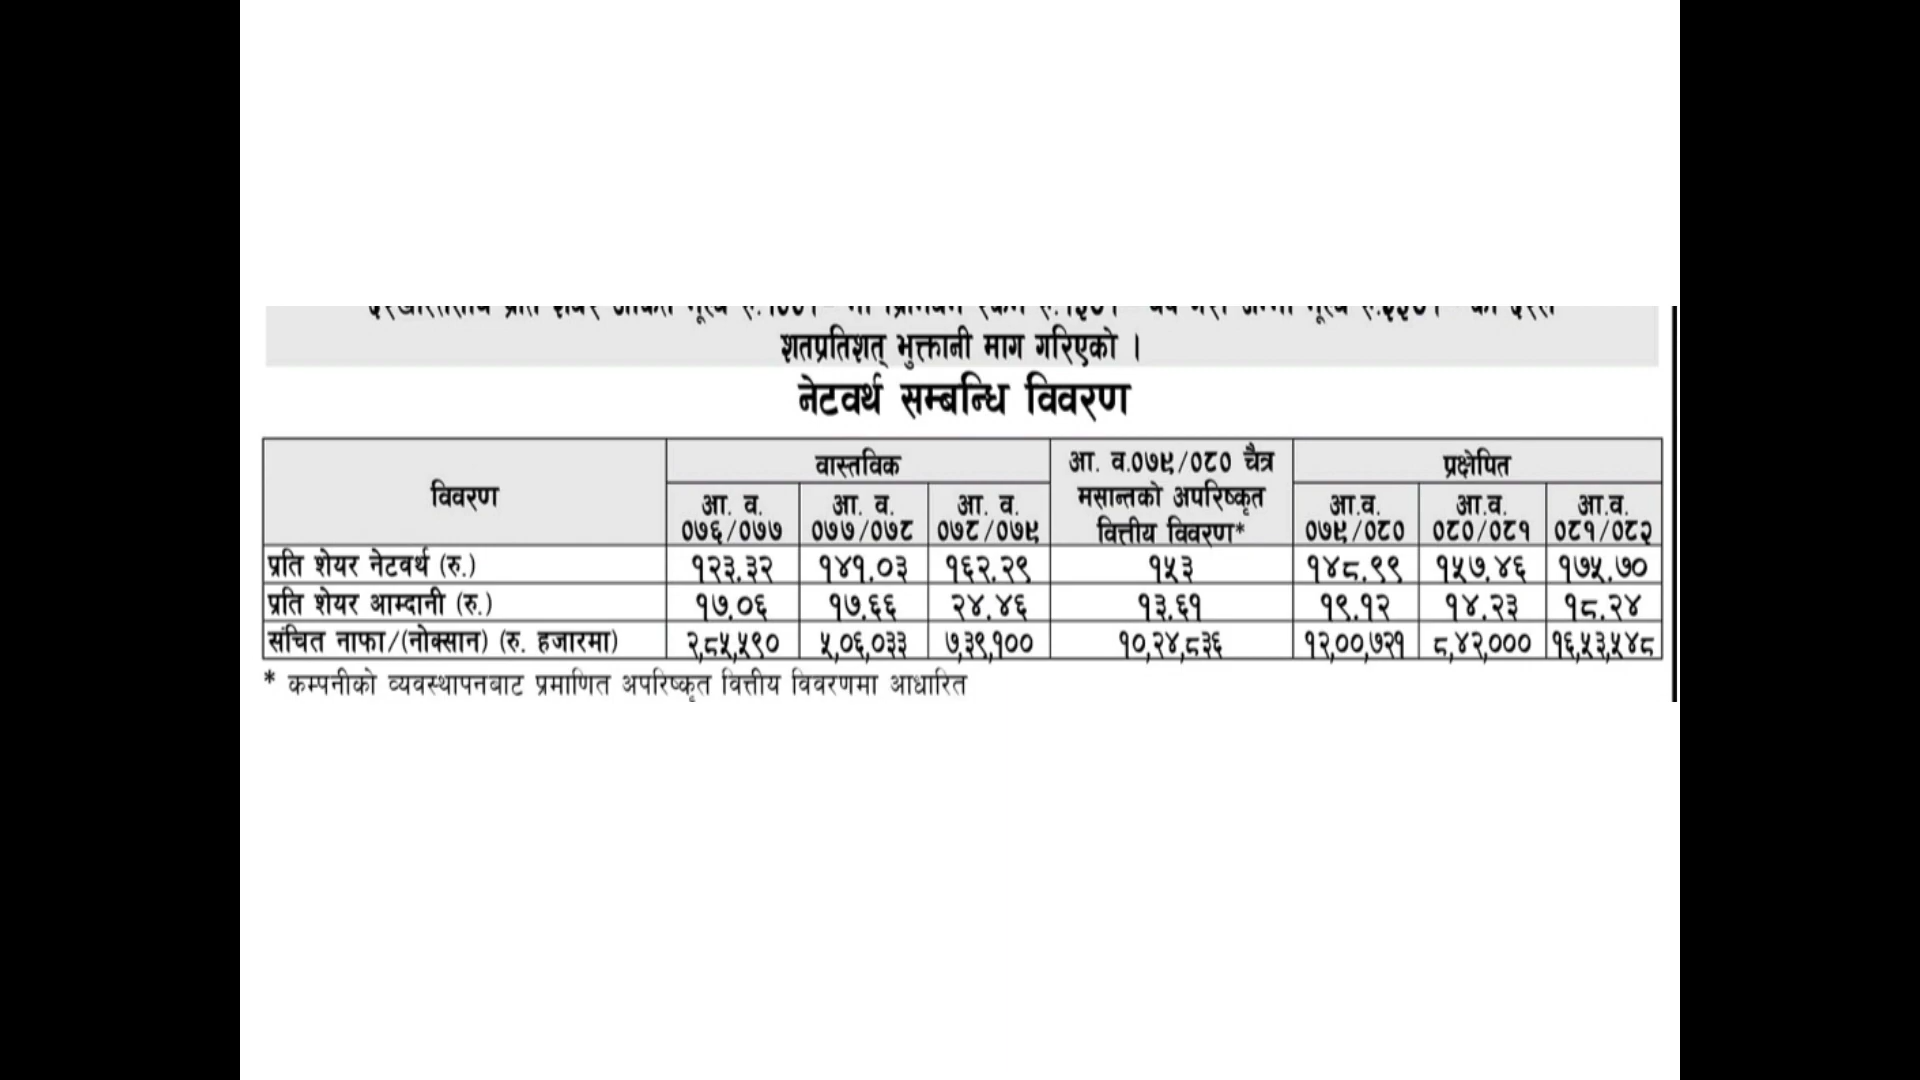 शतप्रतिशत् भुक्तानी माग गरिएको ।
नेटवर्थ सम्बन्धि विवरण
विवरण वास्तविक आ. व.०७९/०८० चैत्र मसान्तको अपरिष्कृत वित्तीय विवरण* प्रक्षेपित
आ. व. ०७६/०७७ आ. व. ०७७/०७८ आ. व. ०७८/०७९ आ.व. ०७९/०८० आ.व. ०८०/०८१ आ.व. ०८१/०८२
प्रति शेयर नेटवर्थ (रु.) १२३.३२ १४१.०३ १६२.२९ १५३ १४८.९९ १५७.४६ १७५.७०
प्रति शेयर आम्दानी (रु.) १७.०६ १७.६६ २४.४६ १३.६१ १९.१२ १४.२३ १८.२४
संचित नाफा/(नोक्सान) (रु. हजारमा) २,८५,५९० ५,०६,०३३ ७,३९,१०० १०,२४,८३६ १२,००,७२१ ८,४२,००० १६,५३,५४८
* कम्पनीको व्यवस्थापनबाट प्रमाणित अपरिष्कृत वित्तीय विवरणमा आधारित